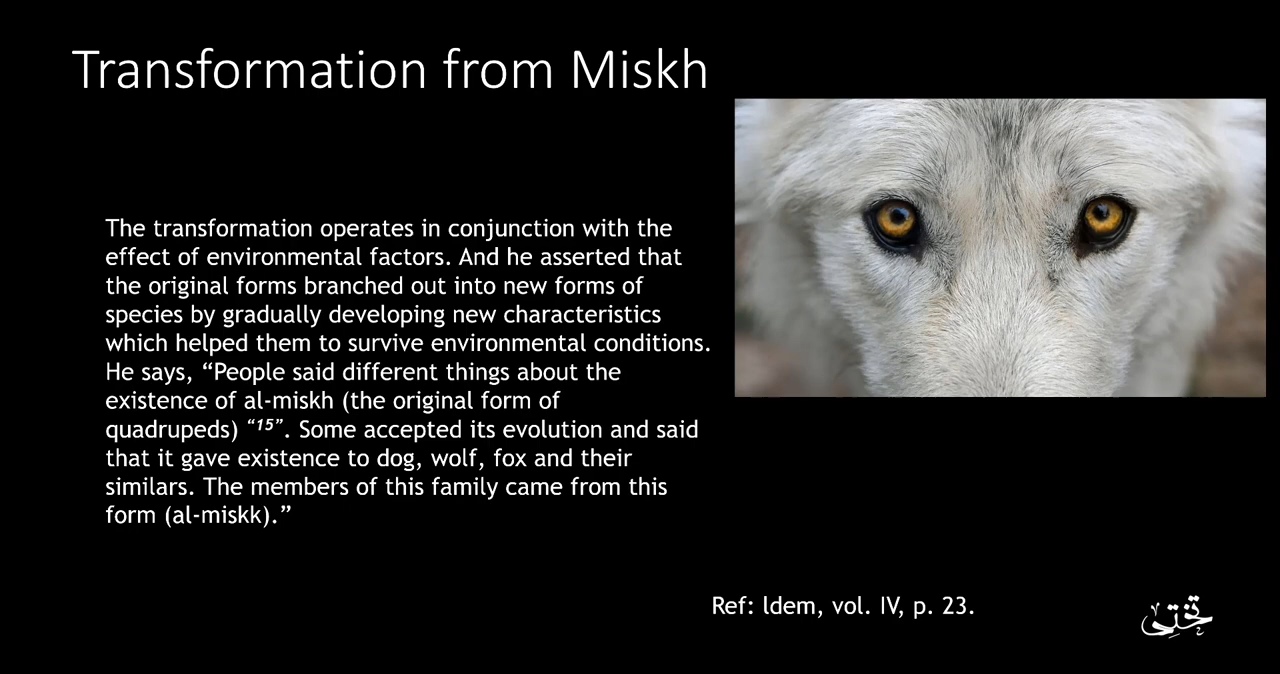 Transformation from Miskh
The transformation operates in conjunction with the
effect of environmental factors. And he asserted that
the original forms branched out into new forms of
species by gradually developing new characteristics
which helped them to survive environmental conditions.
He says, “People said different things about the
existence of al-miskh (the original form of
quadrupeds) “15”. Some accepted its evolution and said
that it gave existence to dog, wolf, fox and their
similars. The members of this family came from this
form (al-miskk).”
Ref: ldem, vol. IV, p. 23.
تختی